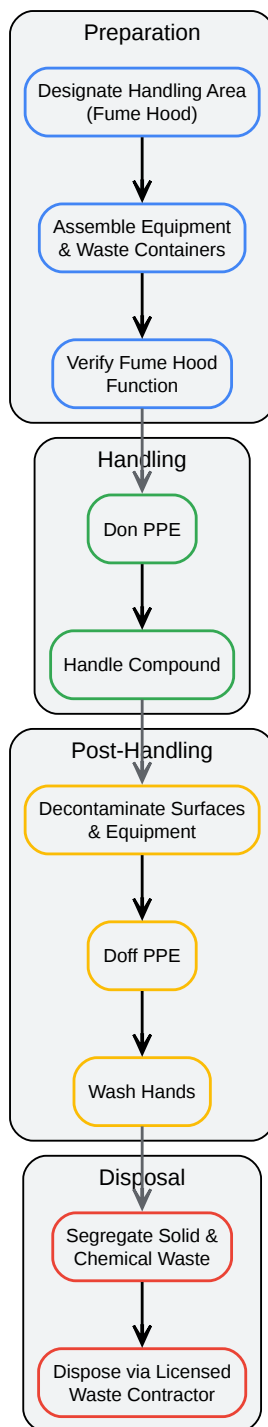 Preparation
Designate Handling Area
(Fume Hood)
Assemble Equipment
& Waste Containers
Verify Fume Hood
Function
Handling
Don PPE
Handle Compound
Post-Handling
Decontaminate Surfaces
& Equipment
Doff PPE
Wash Hands
Disposal
Segregate Solid &
Chemical Waste
Dispose via Licensed
Waste Contractor